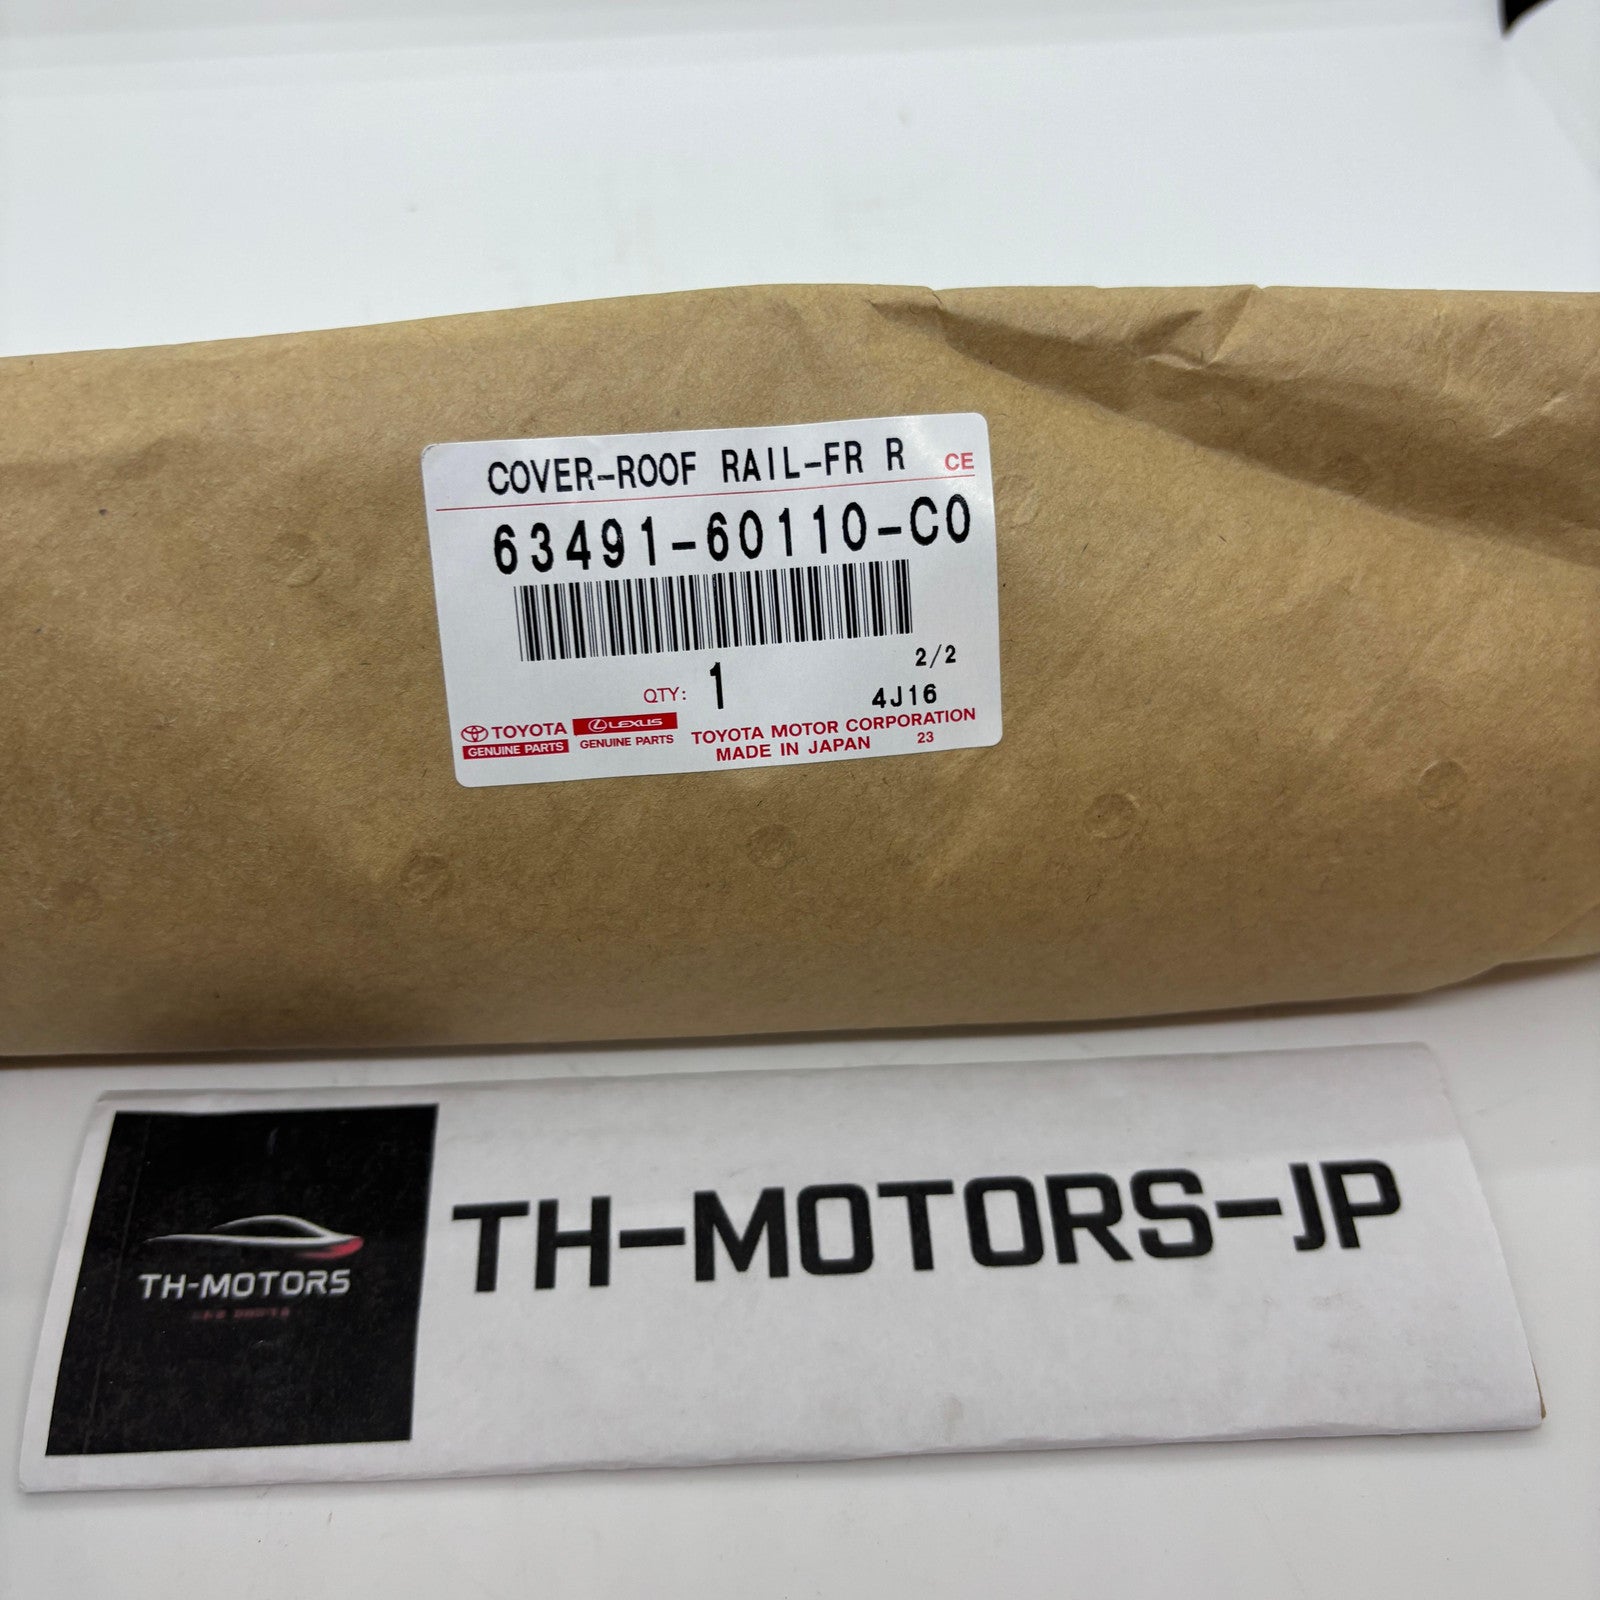 COVER-ROOF RAIL-FR R CE
63491-60110-C0
2/2
QTY: 1
4J16
TOYOTA LEXUS TOYOTA MOTOR CORPORATION
GENUINE PARTS GENUINE PARTS MADE IN JAPAN 23
TH-MOTORS-JP
TH-MOTORS